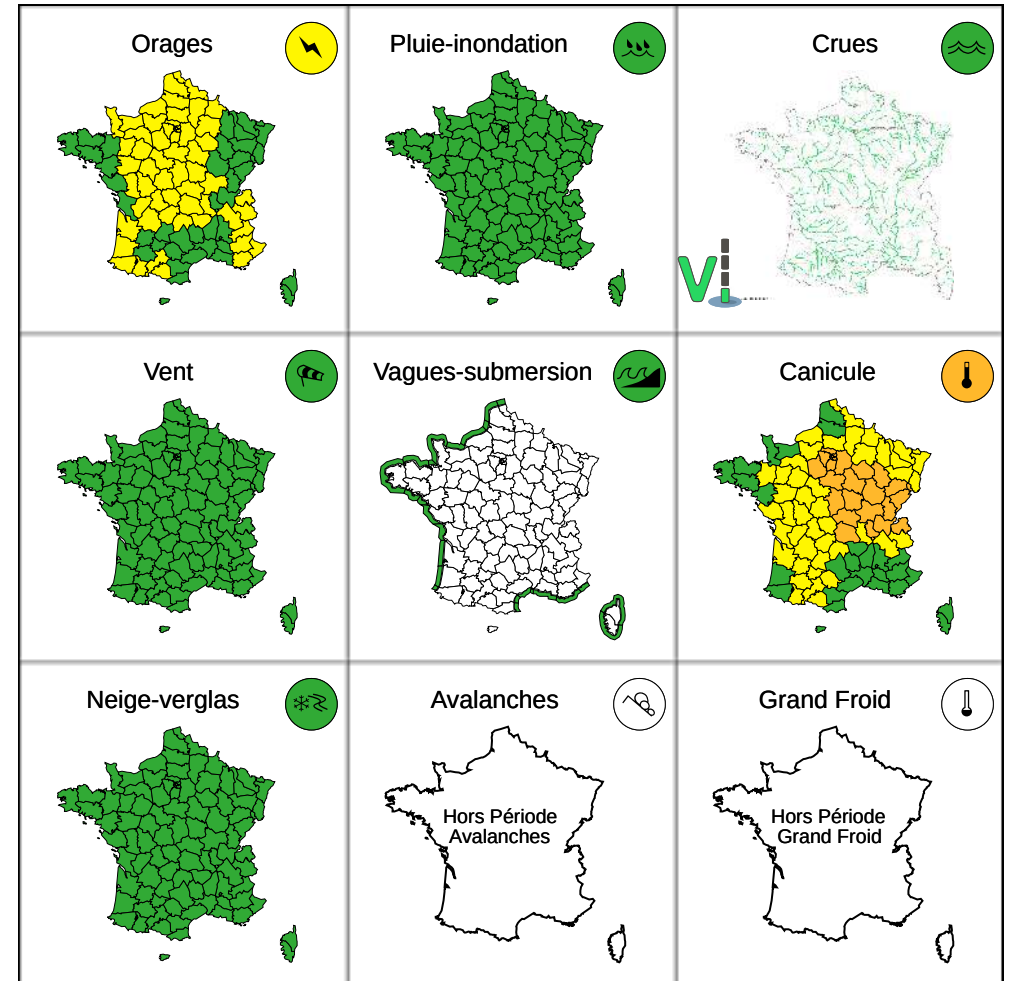 Orages
Pluie-inondation
Crues
Vent
Vagues-submersion
Canicule
Neige-verglas
Avalanches
Grand Froid
Hors Période
Avalanches
Hors Période
Grand Froid